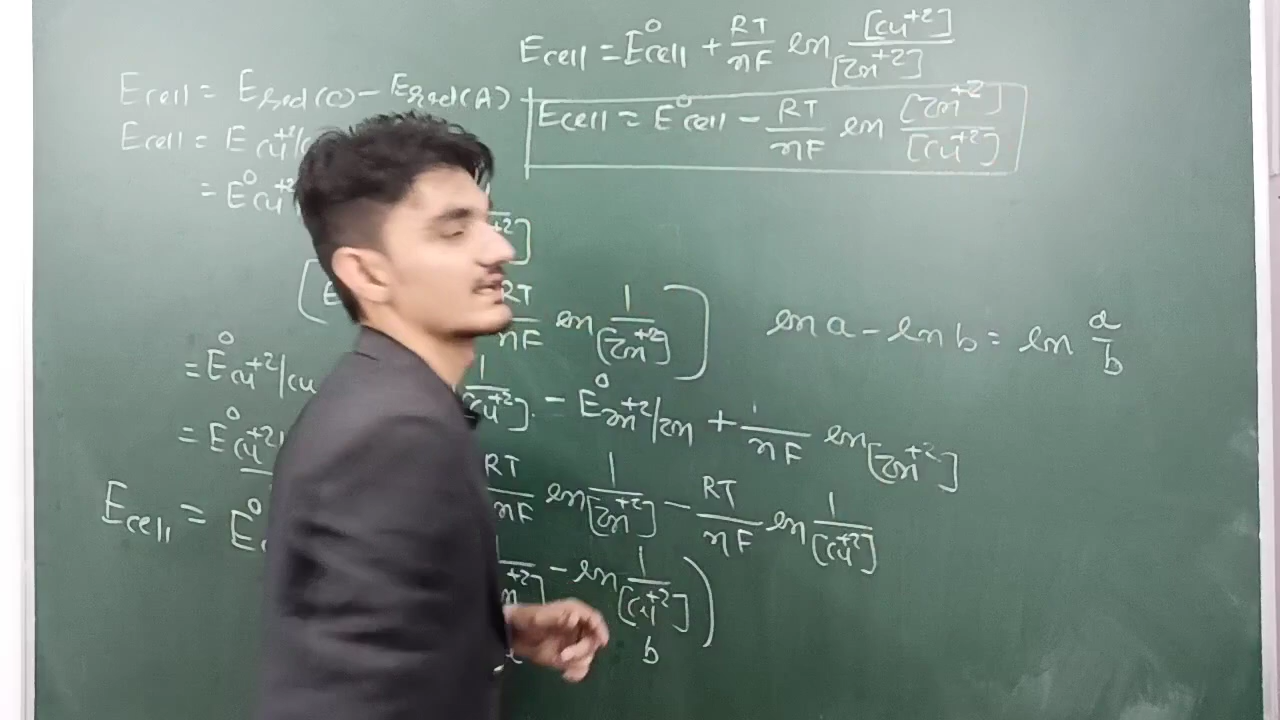 Ecell = E°cell + RT/nF ln [Cu+2]/[Zn+2]
Ecell = Ered(C) - Ered(A)
Ecell = E°cell - RT/nF ln [Zn+2]/[Cu+2]
Ecell = E Cu+2/C
= E°Cu+2
+2]
[E RT/nF ln 1/[Zn+2]]
ln a - ln b = ln a/b
= E°Cu+2/Cu 1/[Cu+2] - E°Zn+2/Zn + 1/nF ln [Zn+2]
= E°Cu+2
Ecell = E° RT/nF ln 1/[Zn+2] - RT/nF ln 1/[Cu+2]
+2] - ln 1/[Cu+2])
b